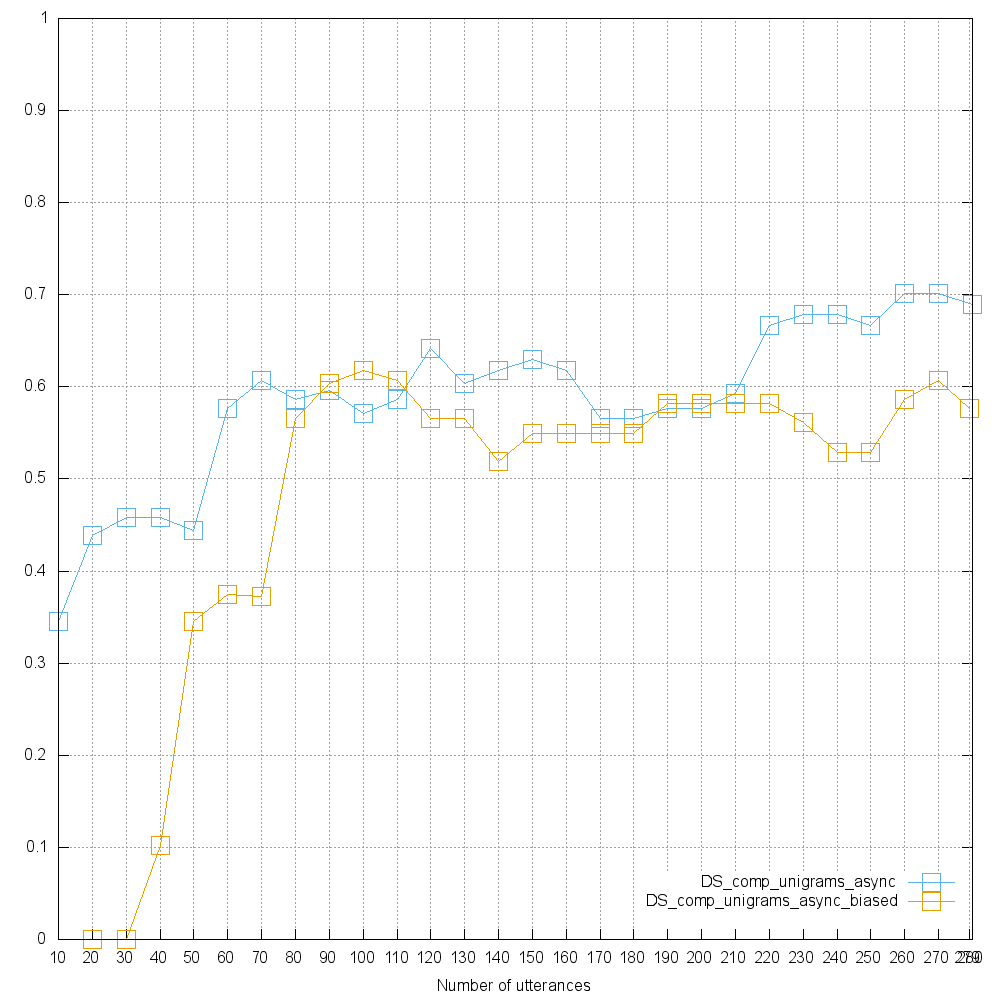 1
0.9
0.8
0.7
0.6
0.5
0.4
0.3
0.2
0.1
0
DS_comp_unigrams_async
DS_comp_unigrams_async_biased
10 20 30 40 50 60 70 80 90 100 110 120 130 140 150 160 170 180 190 200 210 220 230 240 250 260 270 279 280
Number of utterances